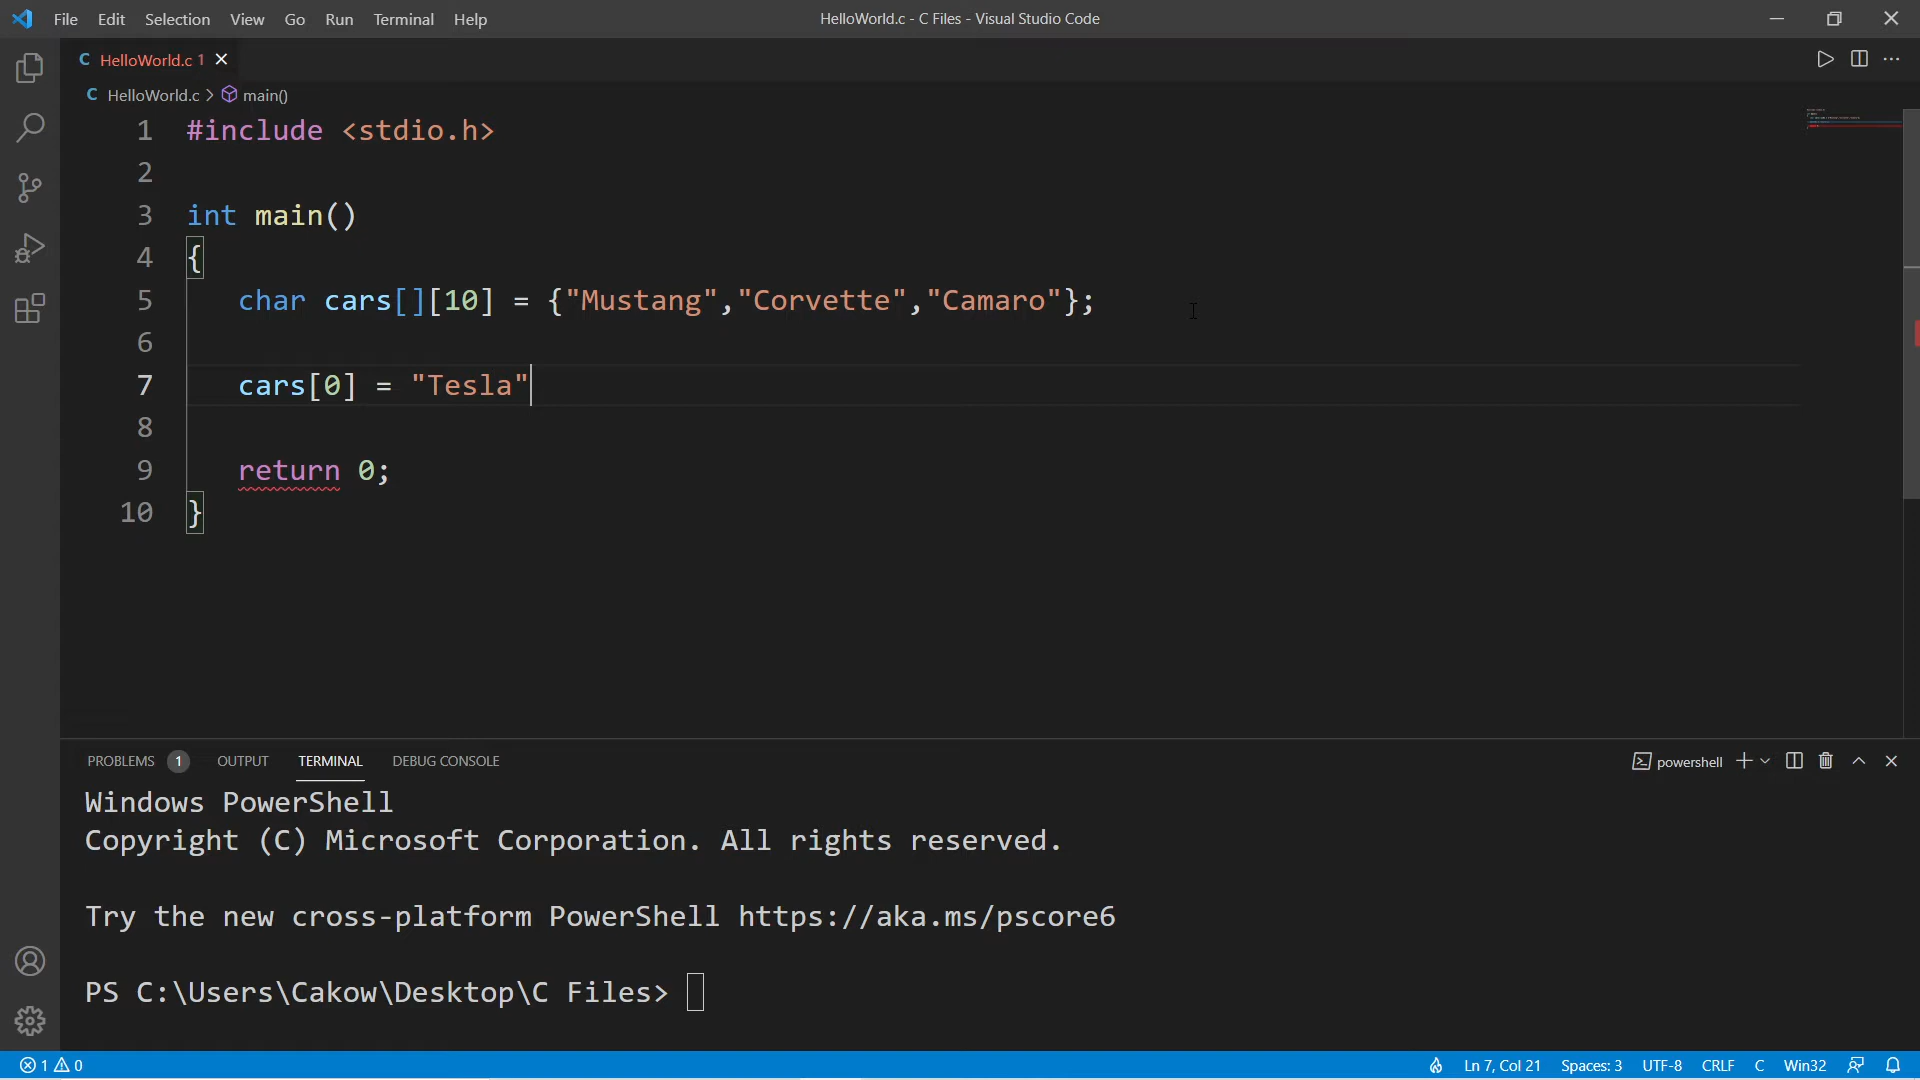 File Edit Selection View Go Run Terminal Help HelloWorld.c - C Files - Visual Studio Code
C HelloWorld.c 1
C HelloWorld.c > main()
1 #include <stdio.h>
2
3 int main()
4 {
5 char cars[][10] = {"Mustang","Corvette","Camaro"};
6
7 cars[0] = "Tesla"
8
9 return 0;
10 }
PROBLEMS 1 OUTPUT TERMINAL DEBUG CONSOLE powershell
Windows PowerShell
Copyright (C) Microsoft Corporation. All rights reserved.
Try the new cross-platform PowerShell https://aka.ms/pscore6
PS C:\Users\Cakow\Desktop\C Files>
1 0 Ln 7, Col 21 Spaces: 3 UTF-8 CRLF C Win32